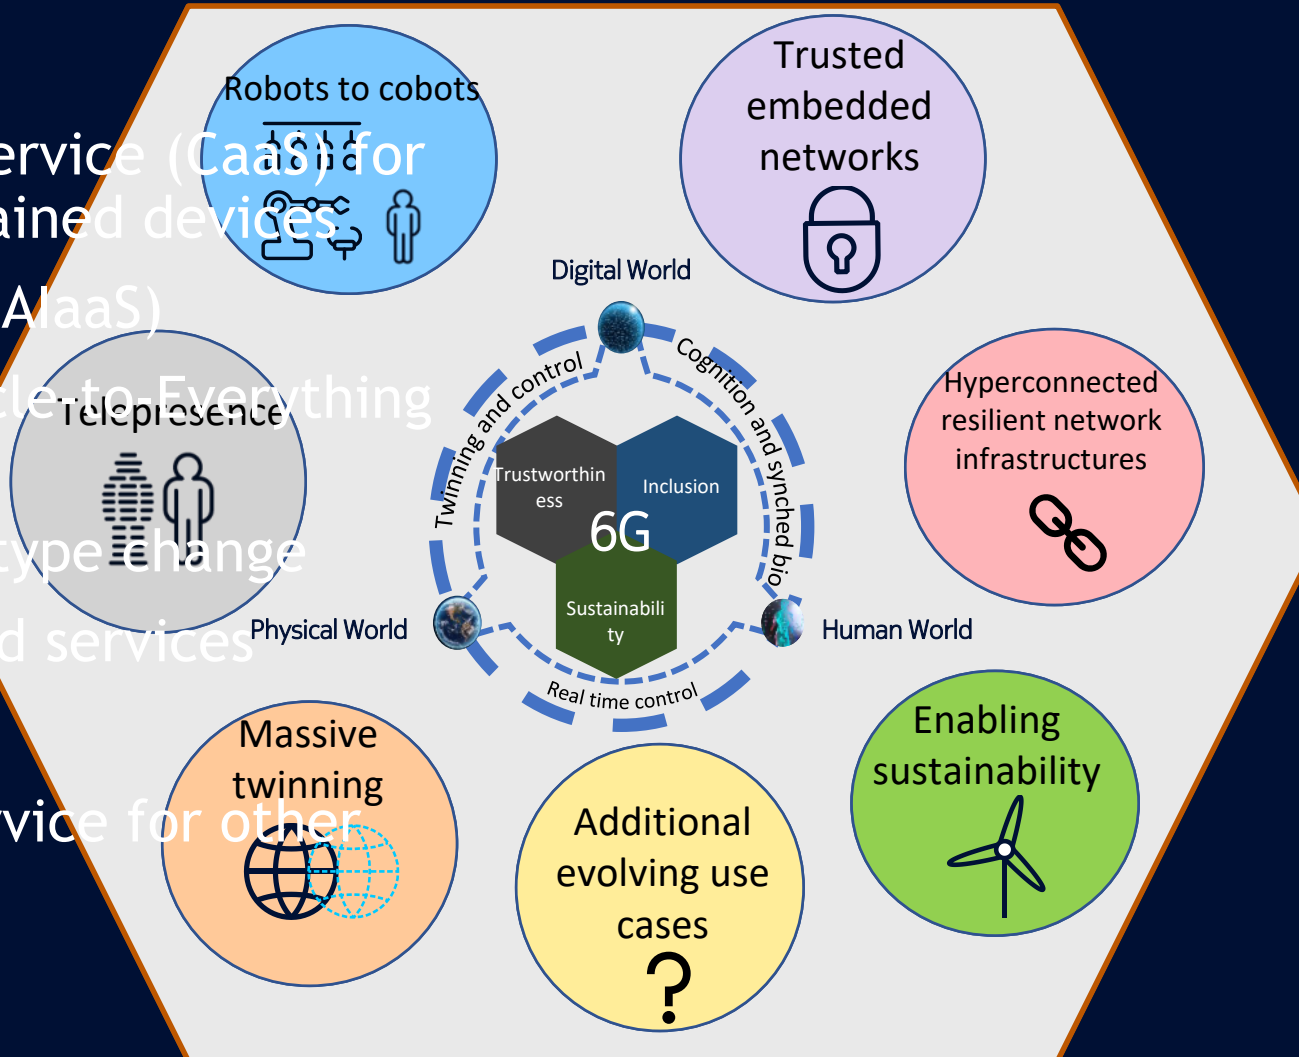 Robots to cobots
Trusted
embedded
networks
ervice (CaaS) for
ained devices
Digital World
AIaaS)
Twinning and control
Cognition and synched bio
cle-to-Everything
Telepresence
Hyperconnected
resilient network
infrastructures
Trustworthin
ess
Inclusion
6G
type change
Sustainabili
ty
d services
Physical World
Human World
Real time control
Massive
twinning
Enabling
sustainability
rvice for other
Additional
evolving use
cases
?